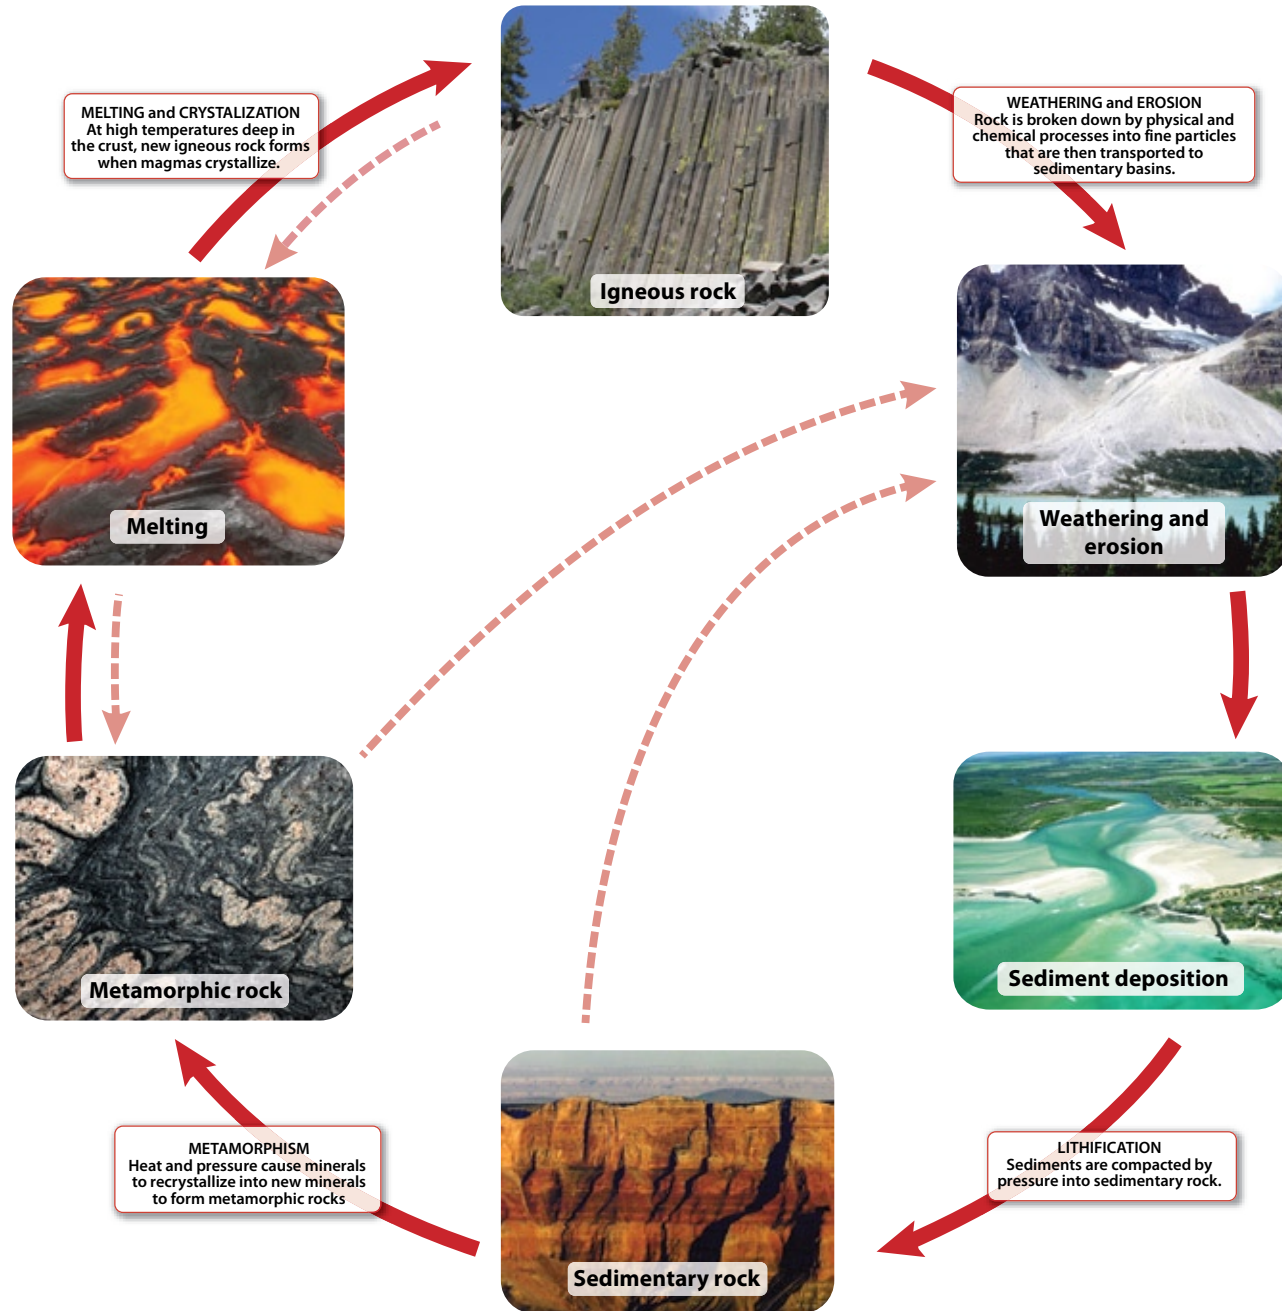 MELTING and CRYSTALIZATION
At high temperatures deep in
the crust, new igneous rock forms
when magmas crystallize.
Igneous rock
WEATHERING and EROSION
Rock is broken down by physical and
chemical processes into fine particles
that are then transported to
sedimentary basins.
Melting
Weathering and
erosion
Metamorphic rock
Sediment deposition
METAMORPHISM
Heat and pressure cause minerals
to recrystallize into new minerals
to form metamorphic rocks
LITHIFICATION
Sediments are compacted by
pressure into sedimentary rock.
Sedimentary rock